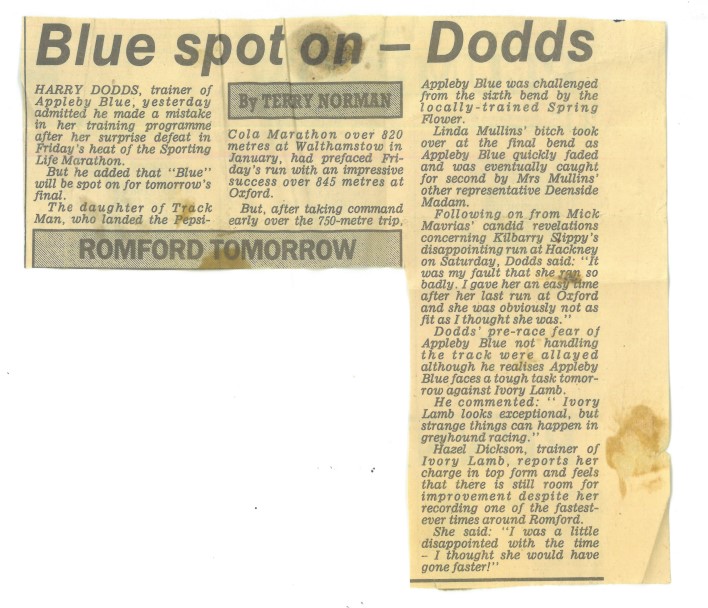 Blue spot on – Dodds
HARRY DODDS, trainer of
Appleby Blue, yesterday
admitted he made a mistake
in her training programme
after her surprise defeat in
Friday's heat of the Sporting
Life Marathon.
But he added that "Blue"
will be spot on for tomorrow's
final.
The daughter of Track
Man, who landed the Pepsi-
By TERRY NORMAN
Cola Marathon over 820
metres at Walthamstow in
January, had prefaced Fri-
day's run with an impressive
success over 845 metres at
Oxford.
But, after taking command
early over the 750-metre trip,
ROMFORD TOMORROW
Appleby Blue was challenged
from the sixth bend by the
locally-trained Spring
Flower.
Linda Mullins' bitch took
over at the final bend as
Appleby Blue quickly faded
and was eventually caught
for second by Mrs Mullins'
other representative Deenside
Madam.
Following on from Mick
Mavrias' candid revelations
concerning Kilbarry Slippy's
disappointing run at Hackney
on Saturday, Dodds said: "It
was my fault that she ran so
badly. I gave her an easy time
after her last run at Oxford
and she was obviously not as
fit as I thought she was."
Dodds' pre-race fear of
Appleby Blue not handling
the track were allayed
although he realises Appleby
Blue faces a tough task tomor-
row against Ivory Lamb.
He commented: " Ivory
Lamb looks exceptional, but
strange things can happen in
greyhound racing."
Hazel Dickson, trainer of
Ivory Lamb, reports her
charge in top form and feels
that there is still room for
improvement despite her
recording one of the fastest-
ever times around Romford.
She said: "I was a little
disappointed with the time
– I thought she would have
gone faster!"